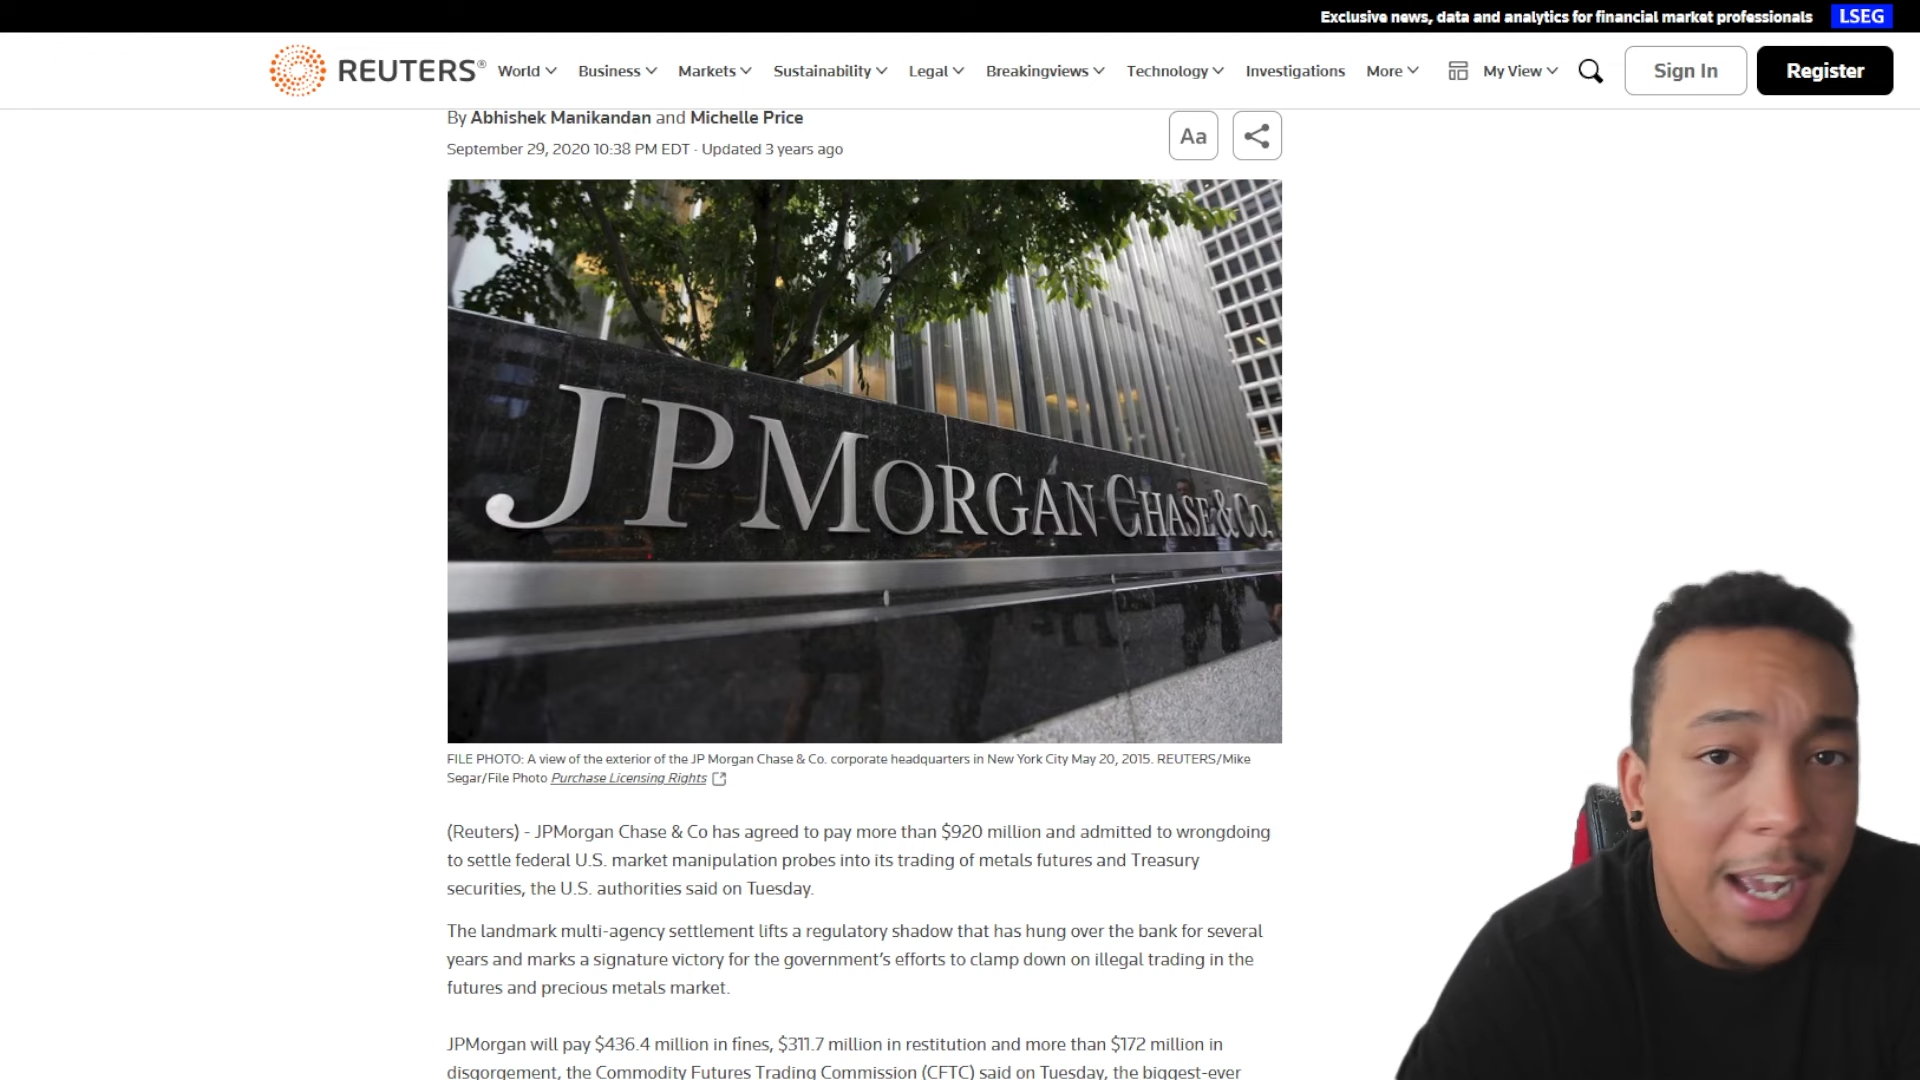 Exclusive news, data and analytics for financial market professionals LSEG
REUTERS® World Business Markets Sustainability Legal Breakingviews Technology Investigations More My View Sign In Register
By Abhishek Manikandan and Michelle Price
September 29, 2020 10:38 PM EDT · Updated 3 years ago
Aa
JPMORGAN CHASE & CO.
FILE PHOTO: A view of the exterior of the JP Morgan Chase & Co. corporate headquarters in New York City May 20, 2015. REUTERS/Mike
Segar/File Photo Purchase Licensing Rights
(Reuters) - JPMorgan Chase & Co has agreed to pay more than $920 million and admitted to wrongdoing
to settle federal U.S. market manipulation probes into its trading of metals futures and Treasury
securities, the U.S. authorities said on Tuesday.
The landmark multi-agency settlement lifts a regulatory shadow that has hung over the bank for several
years and marks a signature victory for the government’s efforts to clamp down on illegal trading in the
futures and precious metals market.
JPMorgan will pay $436.4 million in fines, $311.7 million in restitution and more than $172 million in
disgorgement, the Commodity Futures Trading Commission (CFTC) said on Tuesday, the biggest-ever